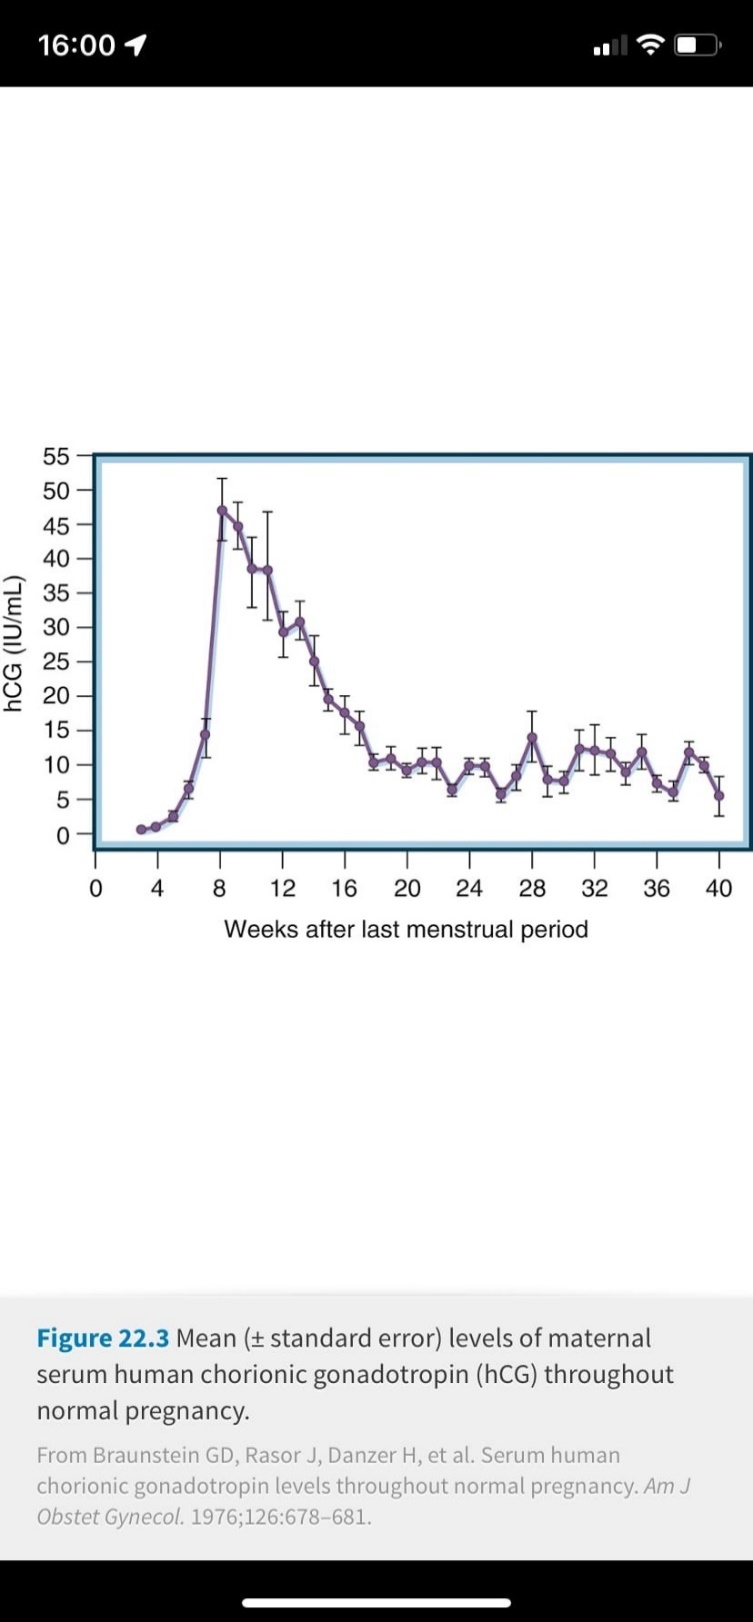 16:00
55
50
45
40
35
30
25
20
15
10
5
0
hCG (IU/mL)
0 4 8 12 16 20 24 28 32 36 40
Weeks after last menstrual period
Figure 22.3 Mean (± standard error) levels of maternal
serum human chorionic gonadotropin (hCG) throughout
normal pregnancy.
From Braunstein GD, Rasor J, Danzer H, et al. Serum human
chorionic gonadotropin levels throughout normal pregnancy. Am J
Obstet Gynecol. 1976;126:678–681.